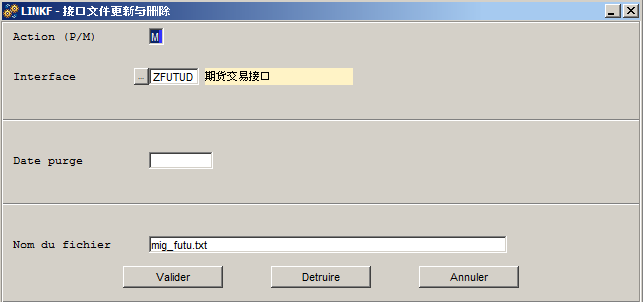 LINKF - 接口文件更新与删除
Action (P/M) M
Interface ... ZFUTUD 期货交易接口
Date purge
Nom du fichier mig_futu.txt
Valider Detruire Annuler